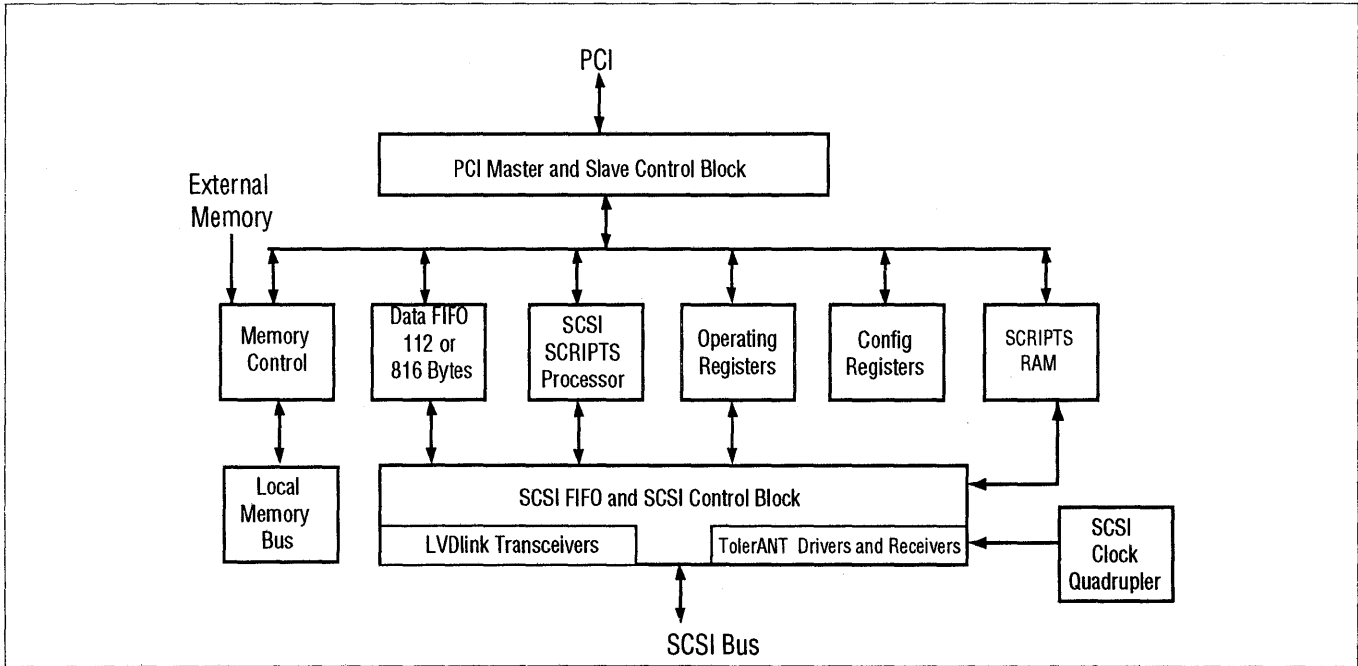 PCI
PCI Master and Slave Control Block
External
Memory
Memory
Control
Data FIFO
112 or
816 Bytes
SCSI
SCRIPTS
Processor
Operating
Registers
Config
Registers
SCRIPTS
RAM
Local
Memory
Bus
SCSI FIFO and SCSI Control Block
LVDlink Transceivers
TolerANT Drivers and Receivers
SCSI
Clock
Quadrupler
SCSI Bus